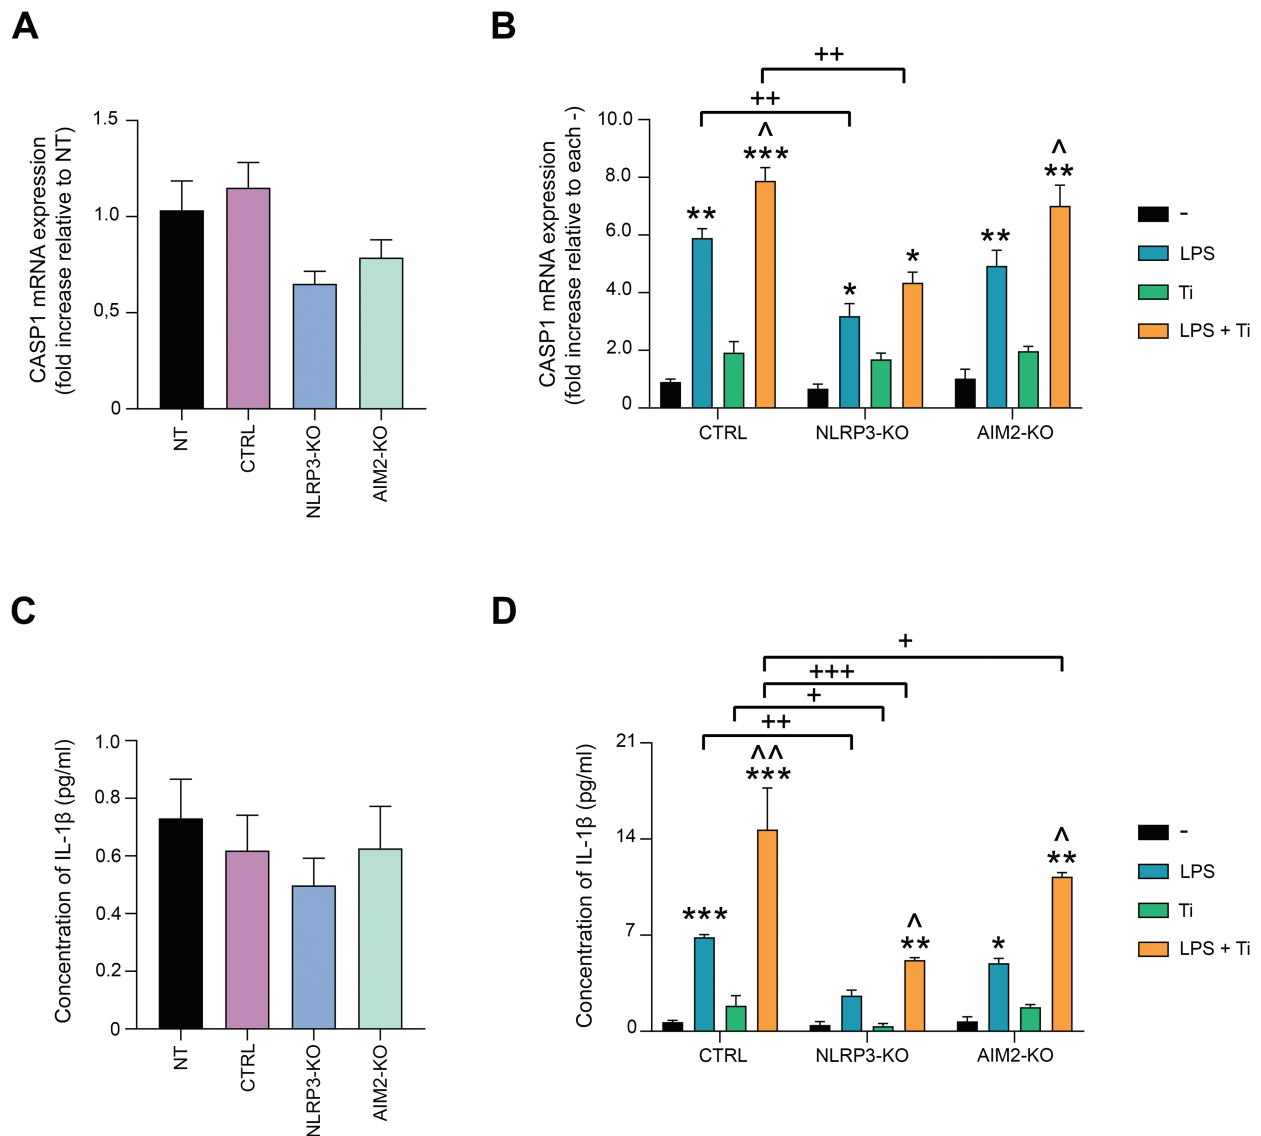 A
CASP1 mRNA expression
(fold increase relative to NT)
1.5
1.0
0.5
0
NT
CTRL
NLRP3-KO
AIM2-KO
B
CASP1 mRNA expression
(fold increase relative to each -)
10.0
8.0
6.0
4.0
2.0
0
++
++
^
***
**
*
*
**
^
**
CTRL
NLRP3-KO
AIM2-KO
-
LPS
Ti
LPS + Ti
C
Concentration of IL-1β (pg/ml)
1.0
0.8
0.6
0.4
0.2
0
NT
CTRL
NLRP3-KO
AIM2-KO
D
Concentration of IL-1β (pg/ml)
21
14
7
0
+
+++
+
++
^^
***
***
^
**
*
^
**
CTRL
NLRP3-KO
AIM2-KO
-
LPS
Ti
LPS + Ti